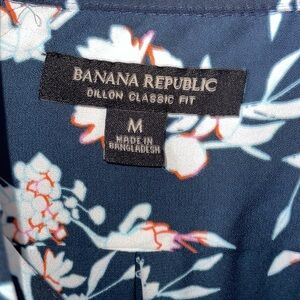 BANANA REPUBLIC
DILLON CLASSIC FIT
M
MADE IN
BANGLADESH